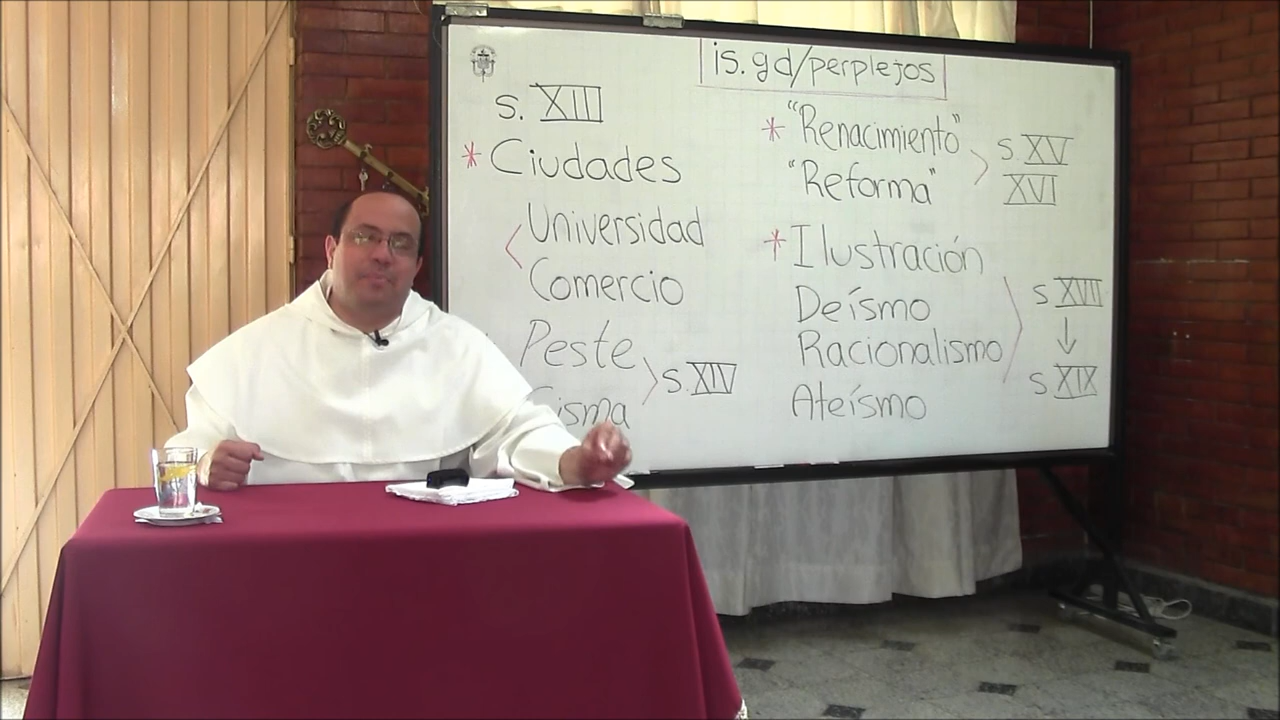 is.gd/perplejos
s. XIII
* Ciudades
Universidad
Comercio
Peste
s. XIV
* "Renacimiento"
"Reforma"
s. XV
XVI
* Ilustración
Deísmo
Racionalismo
Ateísmo
s XVII
↓
s XIX